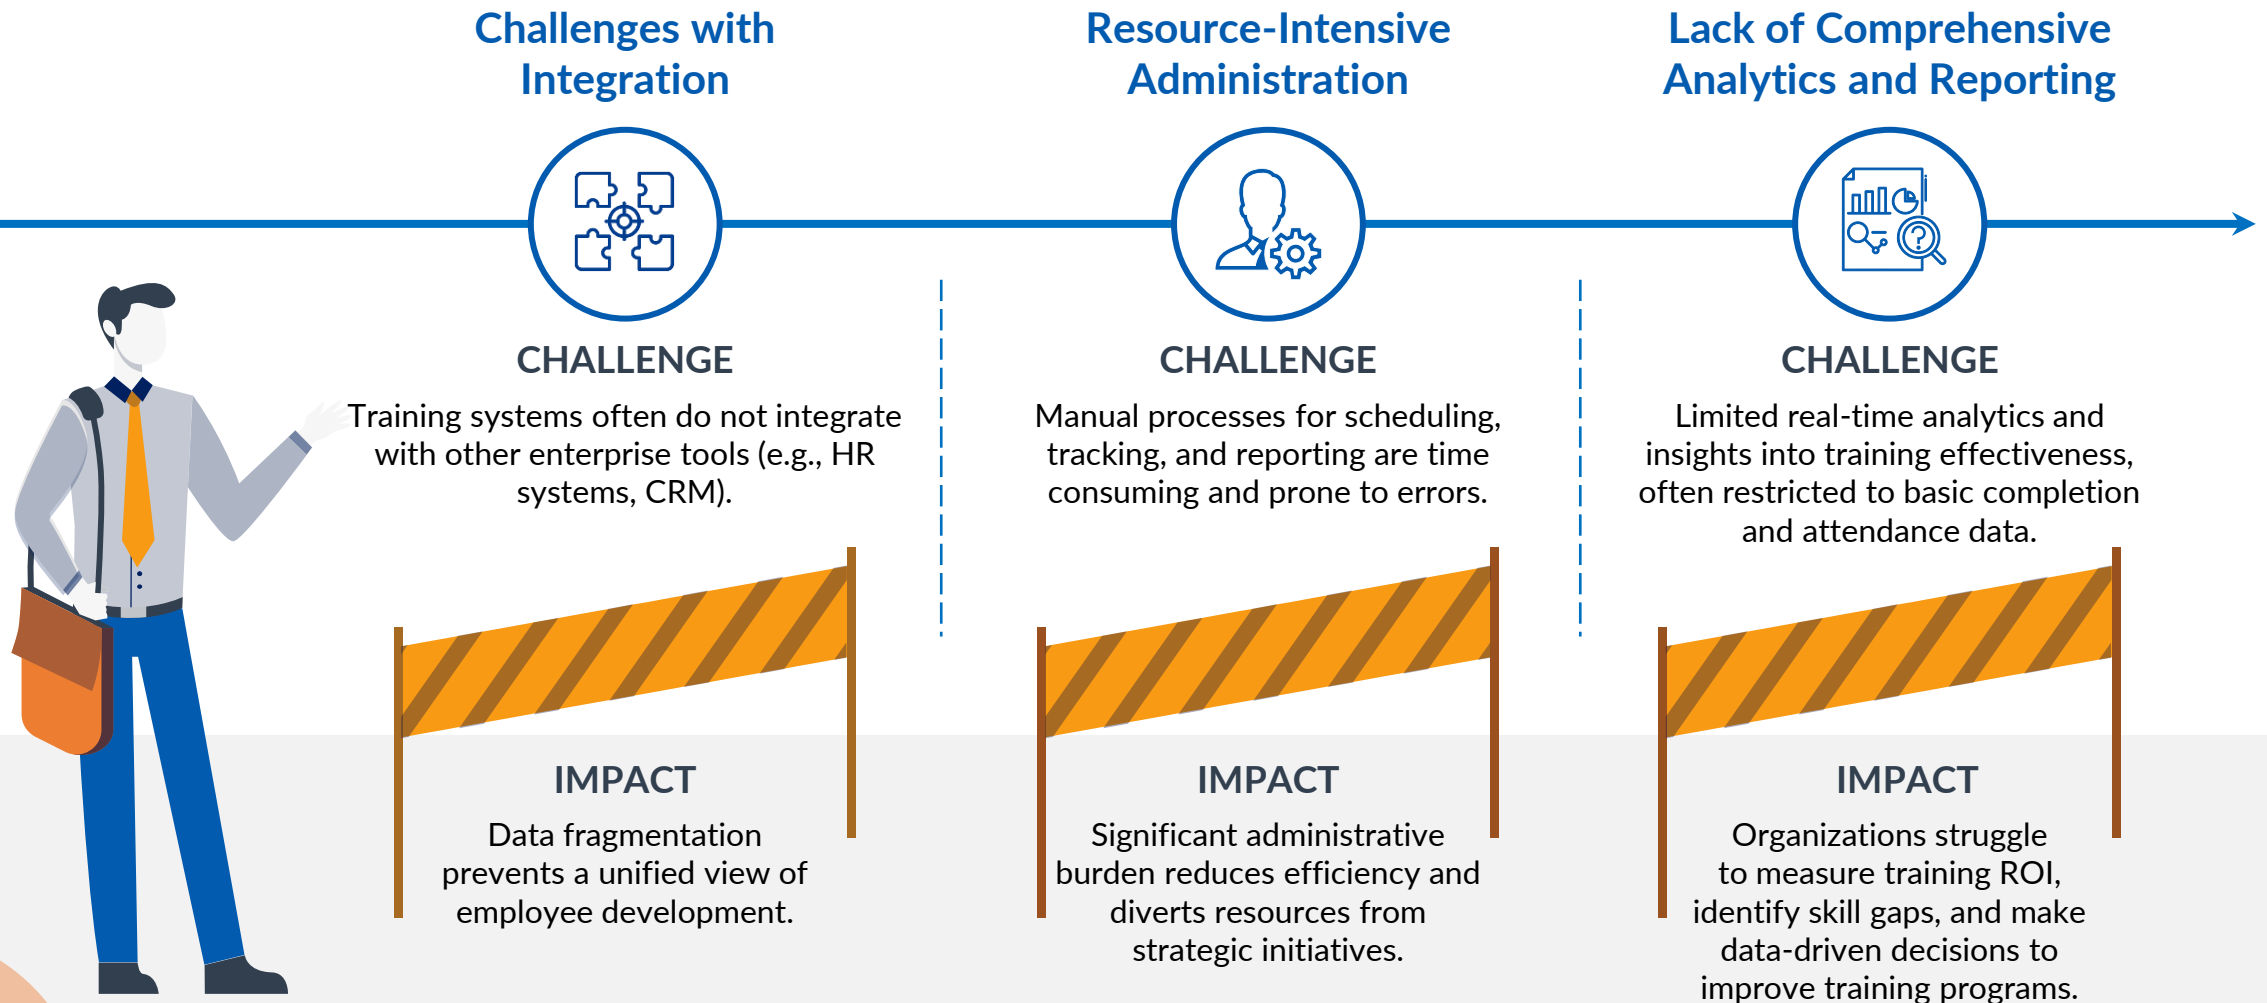 Challenges with
Integration
CHALLENGE
Training systems often do not integrate
with other enterprise tools (e.g., HR
systems, CRM).
IMPACT
Data fragmentation
prevents a unified view of
employee development.
Resource-Intensive
Administration
CHALLENGE
Manual processes for scheduling,
tracking, and reporting are time
consuming and prone to errors.
IMPACT
Significant administrative
burden reduces efficiency and
diverts resources from
strategic initiatives.
Lack of Comprehensive
Analytics and Reporting
?
CHALLENGE
Limited real-time analytics and
insights into training effectiveness,
often restricted to basic completion
and attendance data.
IMPACT
Organizations struggle
to measure training ROI,
identify skill gaps, and make
data-driven decisions to
improve training programs.